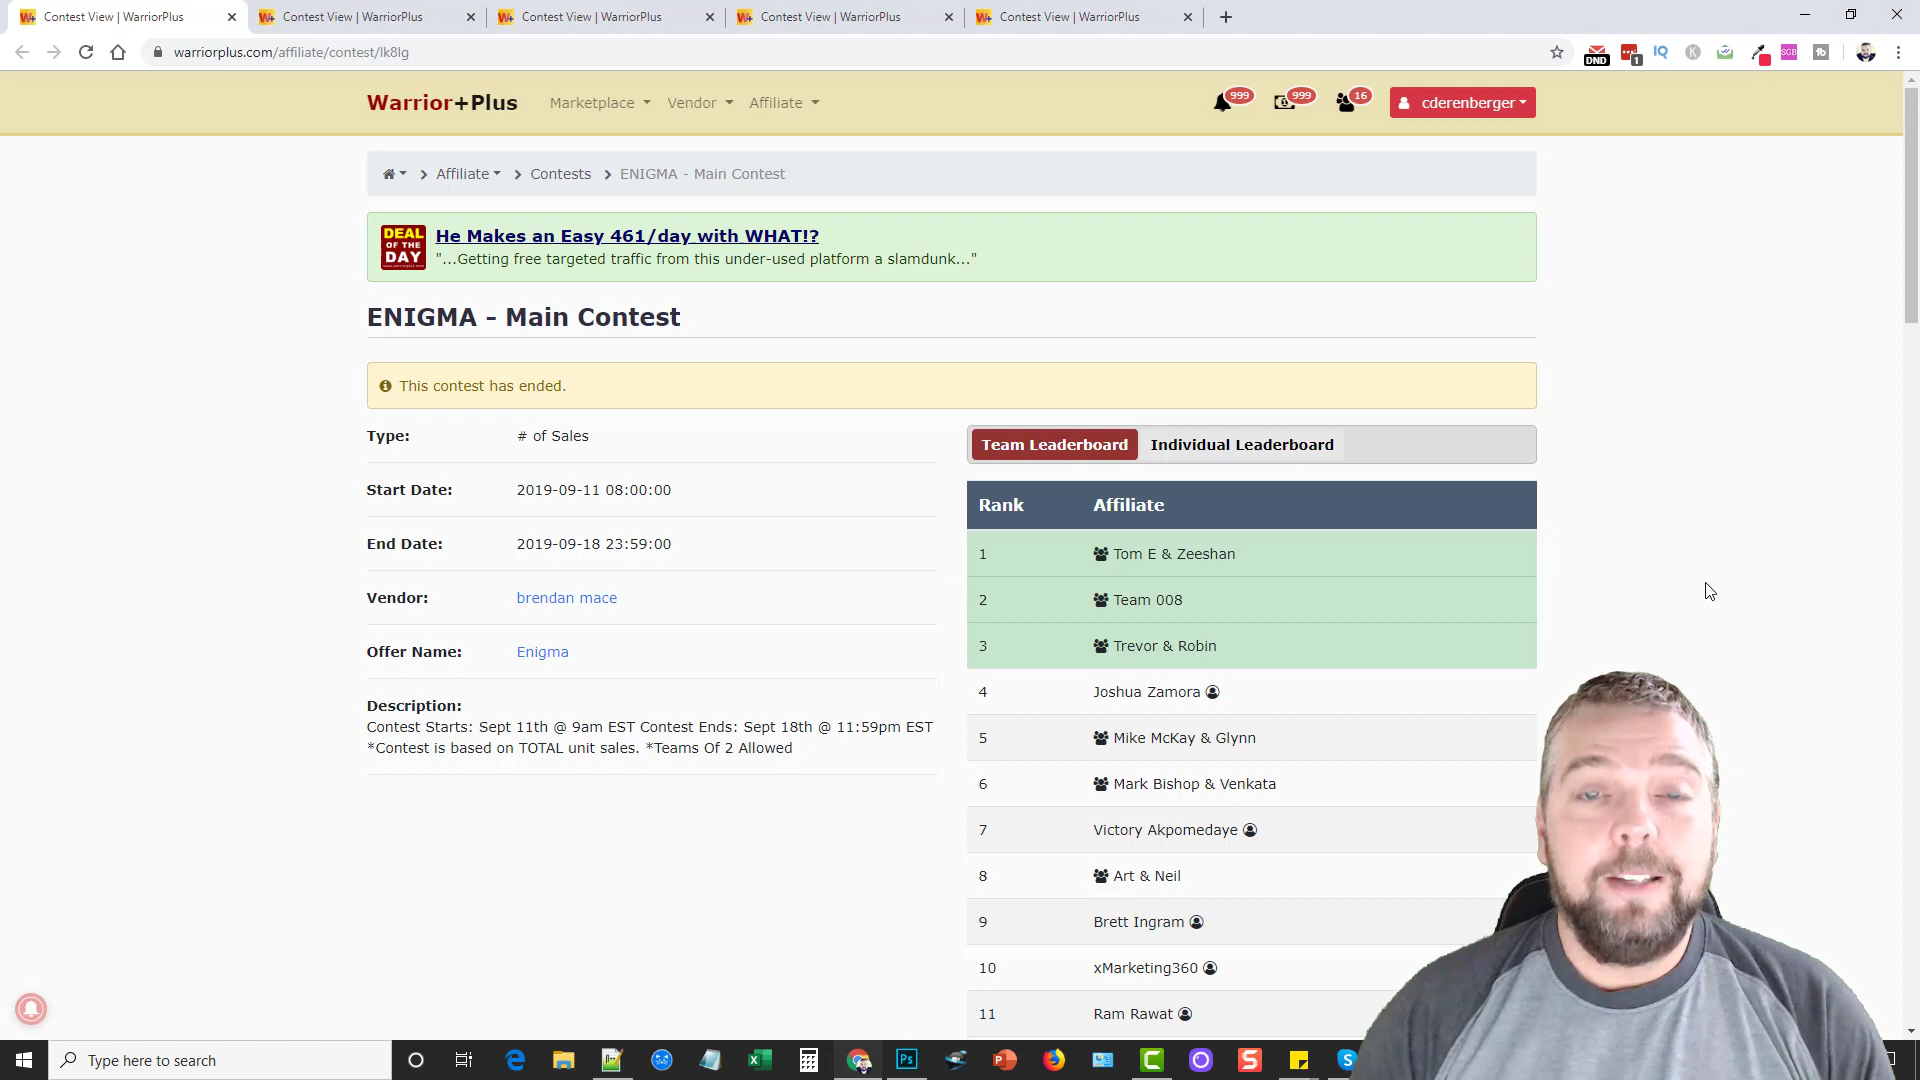 Contest View | WarriorPlus
Contest View | WarriorPlus
Contest View | WarriorPlus
Contest View | WarriorPlus
Contest View | WarriorPlus
warriorplus.com/affiliate/contest/lk8lg
DND
1
Warrior+Plus
Marketplace
Vendor
Affiliate
999
999
16
cderenberger
Affiliate
Contests
ENIGMA - Main Contest
DEAL OF THE DAY
He Makes an Easy 461/day with WHAT!?
"...Getting free targeted traffic from this under-used platform a slamdunk..."
ENIGMA - Main Contest
This contest has ended.
Type: # of Sales
Start Date: 2019-09-11 08:00:00
End Date: 2019-09-18 23:59:00
Vendor: brendan mace
Offer Name: Enigma
Description:
Contest Starts: Sept 11th @ 9am EST Contest Ends: Sept 18th @ 11:59pm EST
*Contest is based on TOTAL unit sales. *Teams Of 2 Allowed
Team Leaderboard Individual Leaderboard
Rank Affiliate
1 Tom E & Zeeshan
2 Team 008
3 Trevor & Robin
4 Joshua Zamora
5 Mike McKay & Glynn
6 Mark Bishop & Venkata
7 Victory Akpomedaye
8 Art & Neil
9 Brett Ingram
10 xMarketing360
11 Ram Rawat
Type here to search